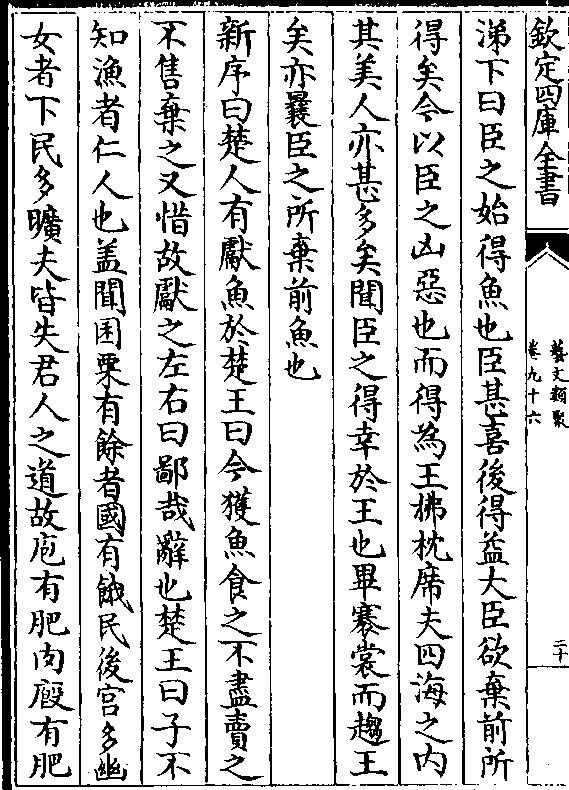 欽定四庫全書
藝文類聚
卷九十六
二十
涕下曰臣之始得魚也臣甚喜後得益大臣欲棄前所
得矣今以臣之凶惡也而得為王拂枕席夫四海之内
其美人亦甚多矣聞臣之得幸於王也畢褰裳而趨王
矣亦曩臣之所棄前魚也
新序曰楚人有獻魚於楚王曰今獲魚食之不盡賣之
不售棄之又惜故獻之左右曰鄙哉辭也楚王曰子不
知漁者仁人也盖聞囷粟有餘者國有餓民後宫多幽
女者下民多曠夫皆失君人之道故庖有肥肉廐有肥